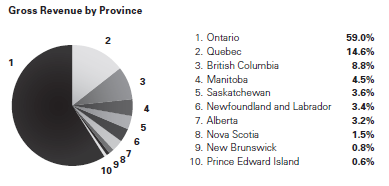 Gross Revenue by Province
1
2
3
4
5
6
7
8
9
10
1. Ontario 59.0%
2. Quebec 14.6%
3. British Columbia 8.8%
4. Manitoba 4.5%
5. Saskatchewan 3.6%
6. Newfoundland and Labrador 3.4%
7. Alberta 3.2%
8. Nova Scotia 1.5%
9. New Brunswick 0.8%
10. Prince Edward Island 0.6%